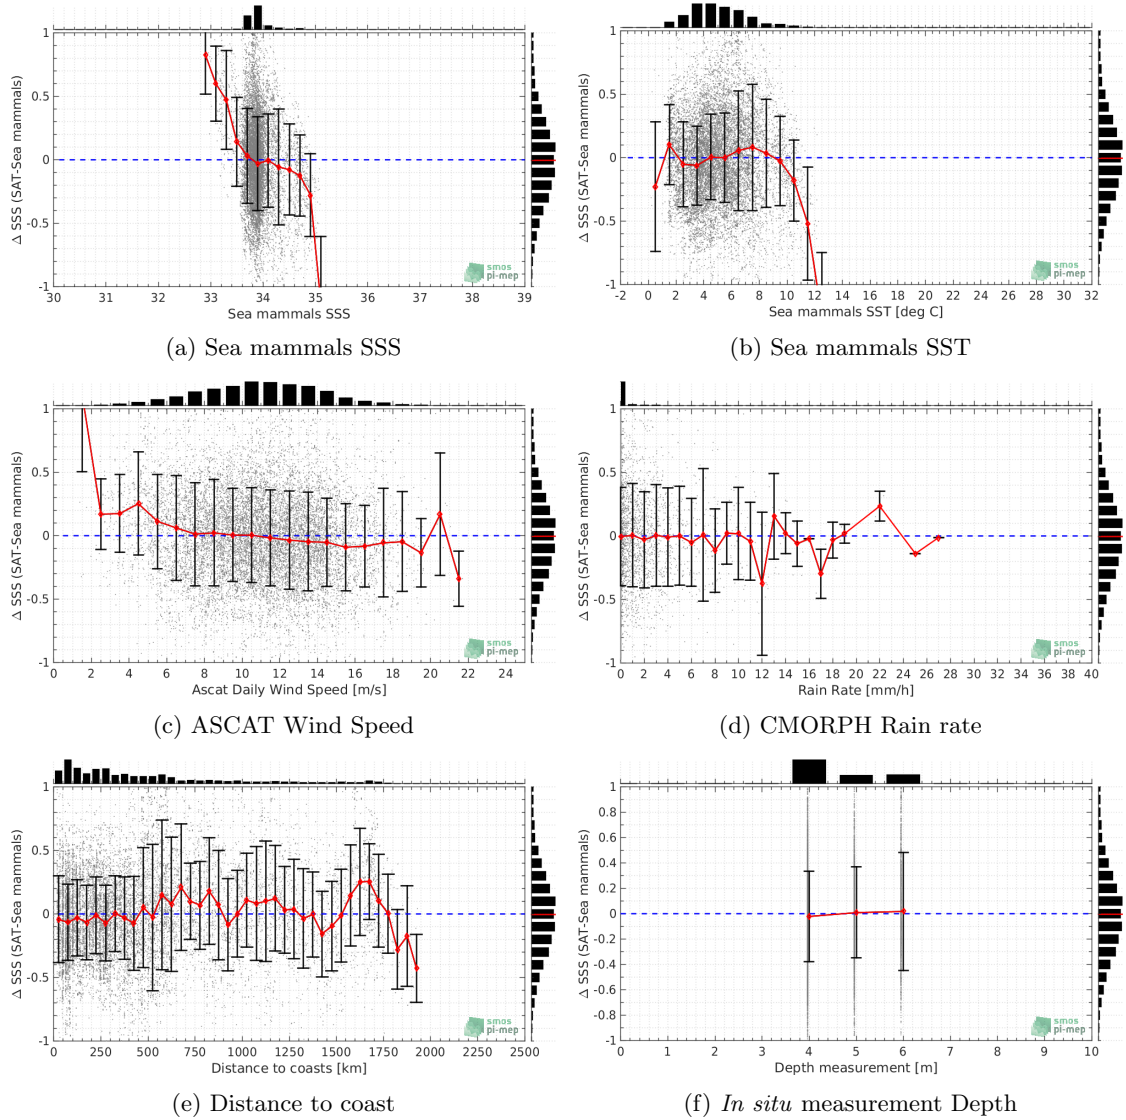 1
0.5
0
-0.5
-1
Δ SSS (SAT-Sea mammals)
30 31 32 33 34 35 36 37 38 39
Sea mammals SSS
smos
pi-mep
(a) Sea mammals SSS
1
0.5
0
-0.5
-1
Δ SSS (SAT-Sea mammals)
-2 0 2 4 6 8 10 12 14 16 18 20 22 24 26 28 30 32
Sea mammals SST [deg C]
smos
pi-mep
(b) Sea mammals SST
1
0.5
0
-0.5
-1
Δ SSS (SAT-Sea mammals)
0 2 4 6 8 10 12 14 16 18 20 22 24
Ascat Daily Wind Speed [m/s]
smos
pi-mep
(c) ASCAT Wind Speed
1
0.5
0
-0.5
-1
Δ SSS (SAT-Sea mammals)
0 2 4 6 8 10 12 14 16 18 20 22 24 26 28 30 32 34 36 38 40
Rain Rate [mm/h]
smos
pi-mep
(d) CMORPH Rain rate
1
0.5
0
-0.5
-1
Δ SSS (SAT-Sea mammals)
0 250 500 750 1000 1250 1500 1750 2000 2250 2500
Distance to coasts [km]
smos
pi-mep
(e) Distance to coast
1
0.8
0.6
0.4
0.2
0
-0.2
-0.4
-0.6
-0.8
-1
Δ SSS (SAT-Sea mammals)
0 1 2 3 4 5 6 7 8 9 10
Depth measurement [m]
smos
pi-mep
(f) In situ measurement Depth